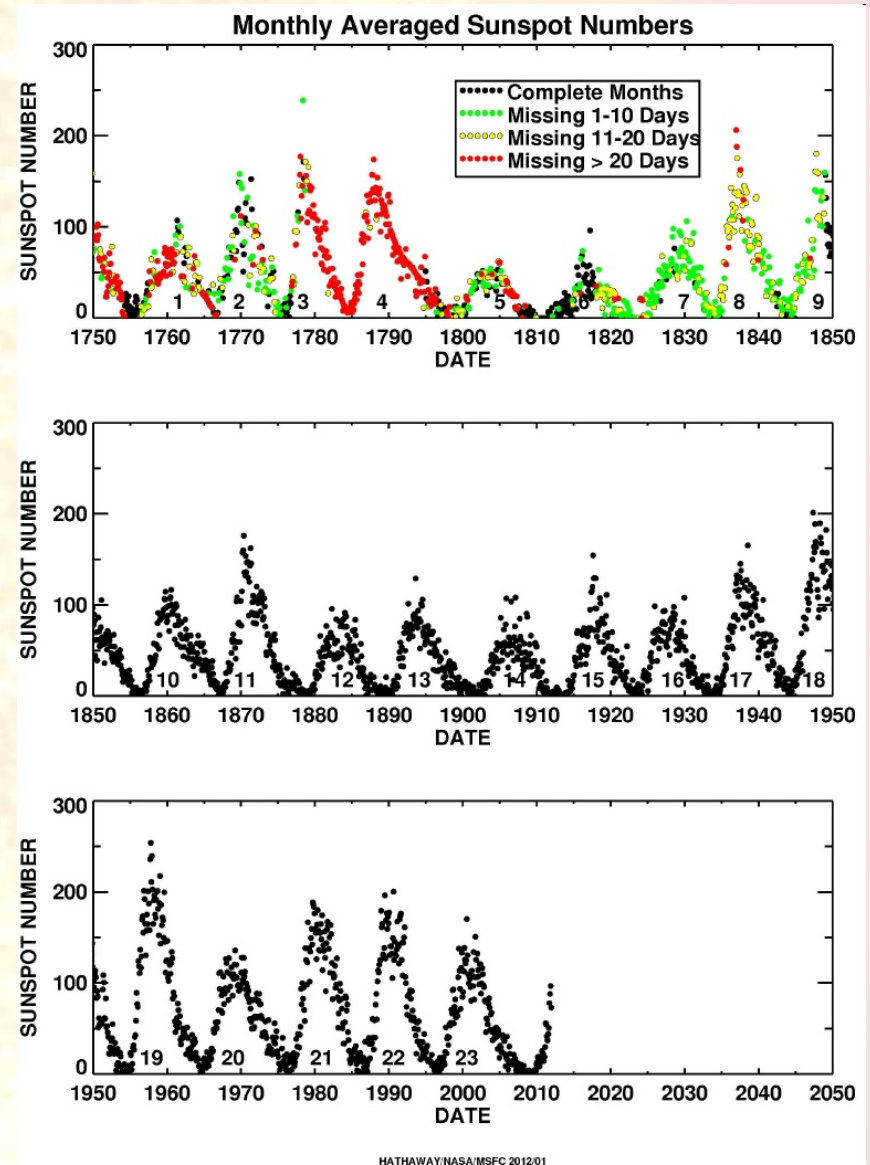 Monthly Averaged Sunspot Numbers
300
200
100
0
SUNSPOT NUMBER
Complete Months
Missing 1-10 Days
Missing 11-20 Days
Missing > 20 Days
1 2 3 4 5 6 7 8 9
1750 1760 1770 1780 1790 1800 1810 1820 1830 1840 1850
DATE
300
200
100
0
SUNSPOT NUMBER
10 11 12 13 14 15 16 17 18
1850 1860 1870 1880 1890 1900 1910 1920 1930 1940 1950
DATE
300
200
100
0
SUNSPOT NUMBER
19 20 21 22 23
1950 1960 1970 1980 1990 2000 2010 2020 2030 2040 2050
DATE
HATHAWAY/NASA/MSFC 2012/01